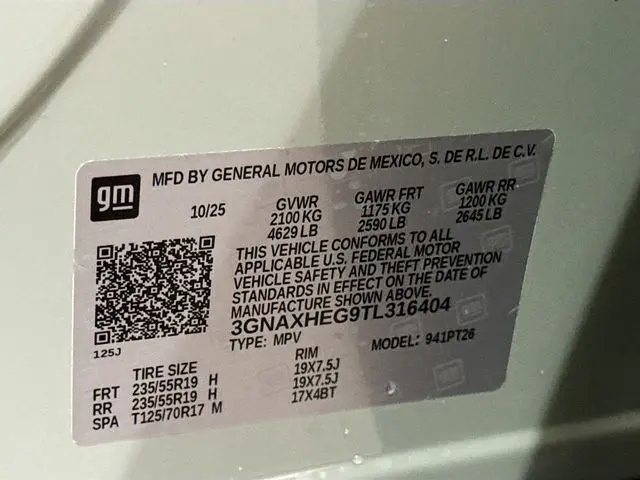 gm
MFD BY GENERAL MOTORS DE MEXICO, S. DE R.L. DE C.V.
10/25 GVWR GAWR FRT GAWR RR
2100 KG 1175 KG 1200 KG
4629 LB 2590 LB 2645 LB
THIS VEHICLE CONFORMS TO ALL
APPLICABLE U.S. FEDERAL MOTOR
VEHICLE SAFETY AND THEFT PREVENTION
STANDARDS IN EFFECT ON THE DATE OF
MANUFACTURE SHOWN ABOVE.
3GNAXHEG9TL316404
TYPE: MPV MODEL: 941PT26
125J
TIRE SIZE RIM
FRT 235/55R19 H 19X7.5J
RR 235/55R19 H 19X7.5J
SPA T125/70R17 M 17X4BT